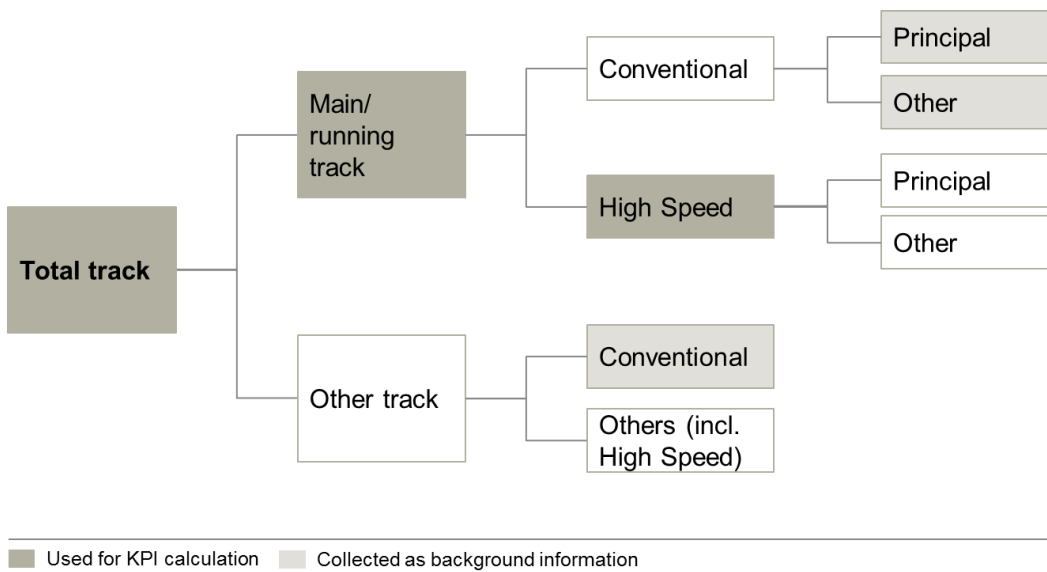 Principal
Conventional
Other
Main/
running
track
Principal
High Speed
Other
Total track
Conventional
Other track
Others (incl.
High Speed)
Used for KPI calculation
Collected as background information